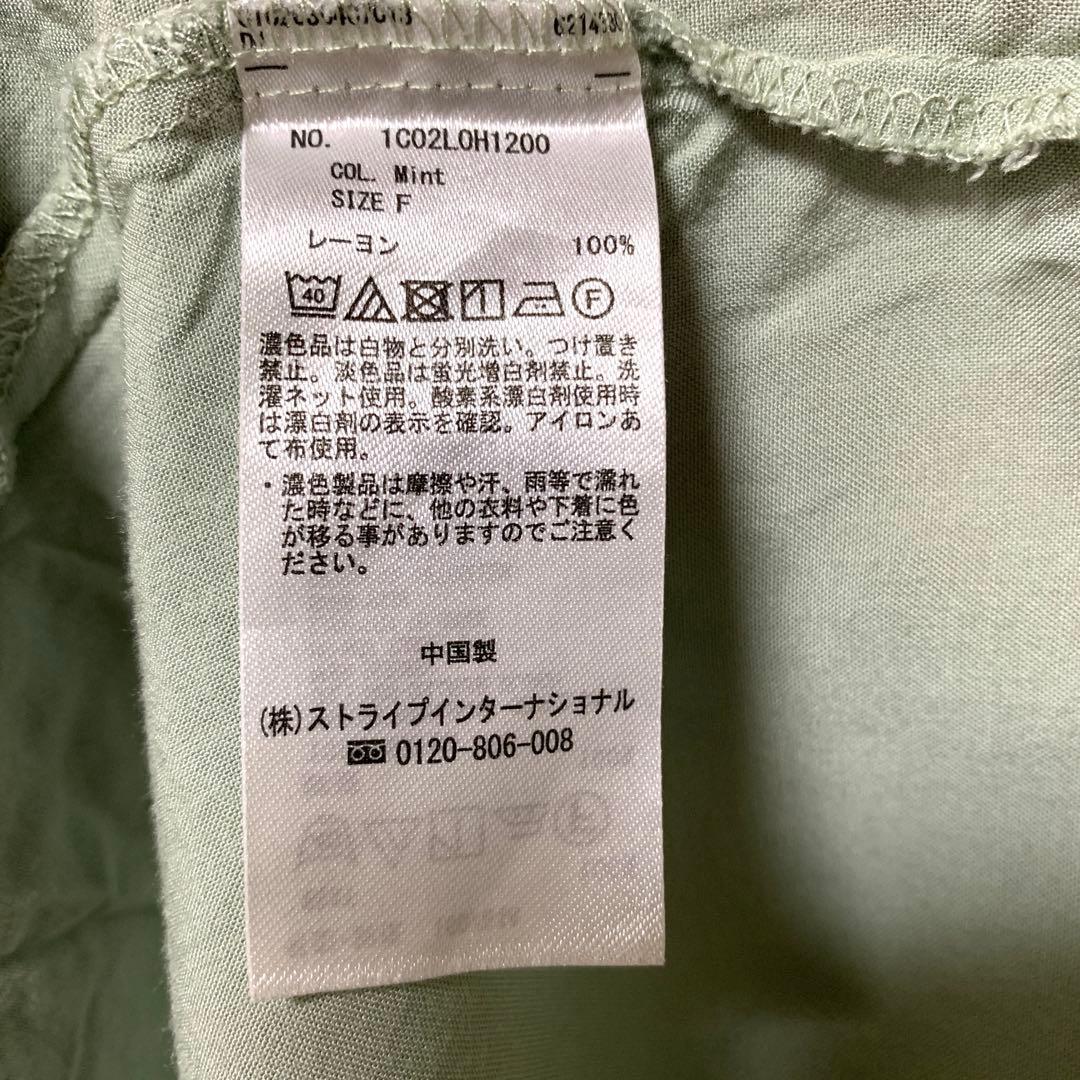 NO. 1C02L0H1200
COL. Mint
SIZE F
レーヨン 100%
40
F
濃色品は白物と分別洗い。つけ置き
禁止。淡色品は蛍光増白剤禁止。洗
濯ネット使用。酸素系漂白剤使用時
は漂白剤の表示を確認。アイロンあ
て布使用。
・濃色製品は摩擦や汗、雨等で濡れ
た時などに、他の衣料や下着に色
が移る事がありますのでご注意く
ださい。
中国製
(株)ストライプインターナショナル
0120-806-008